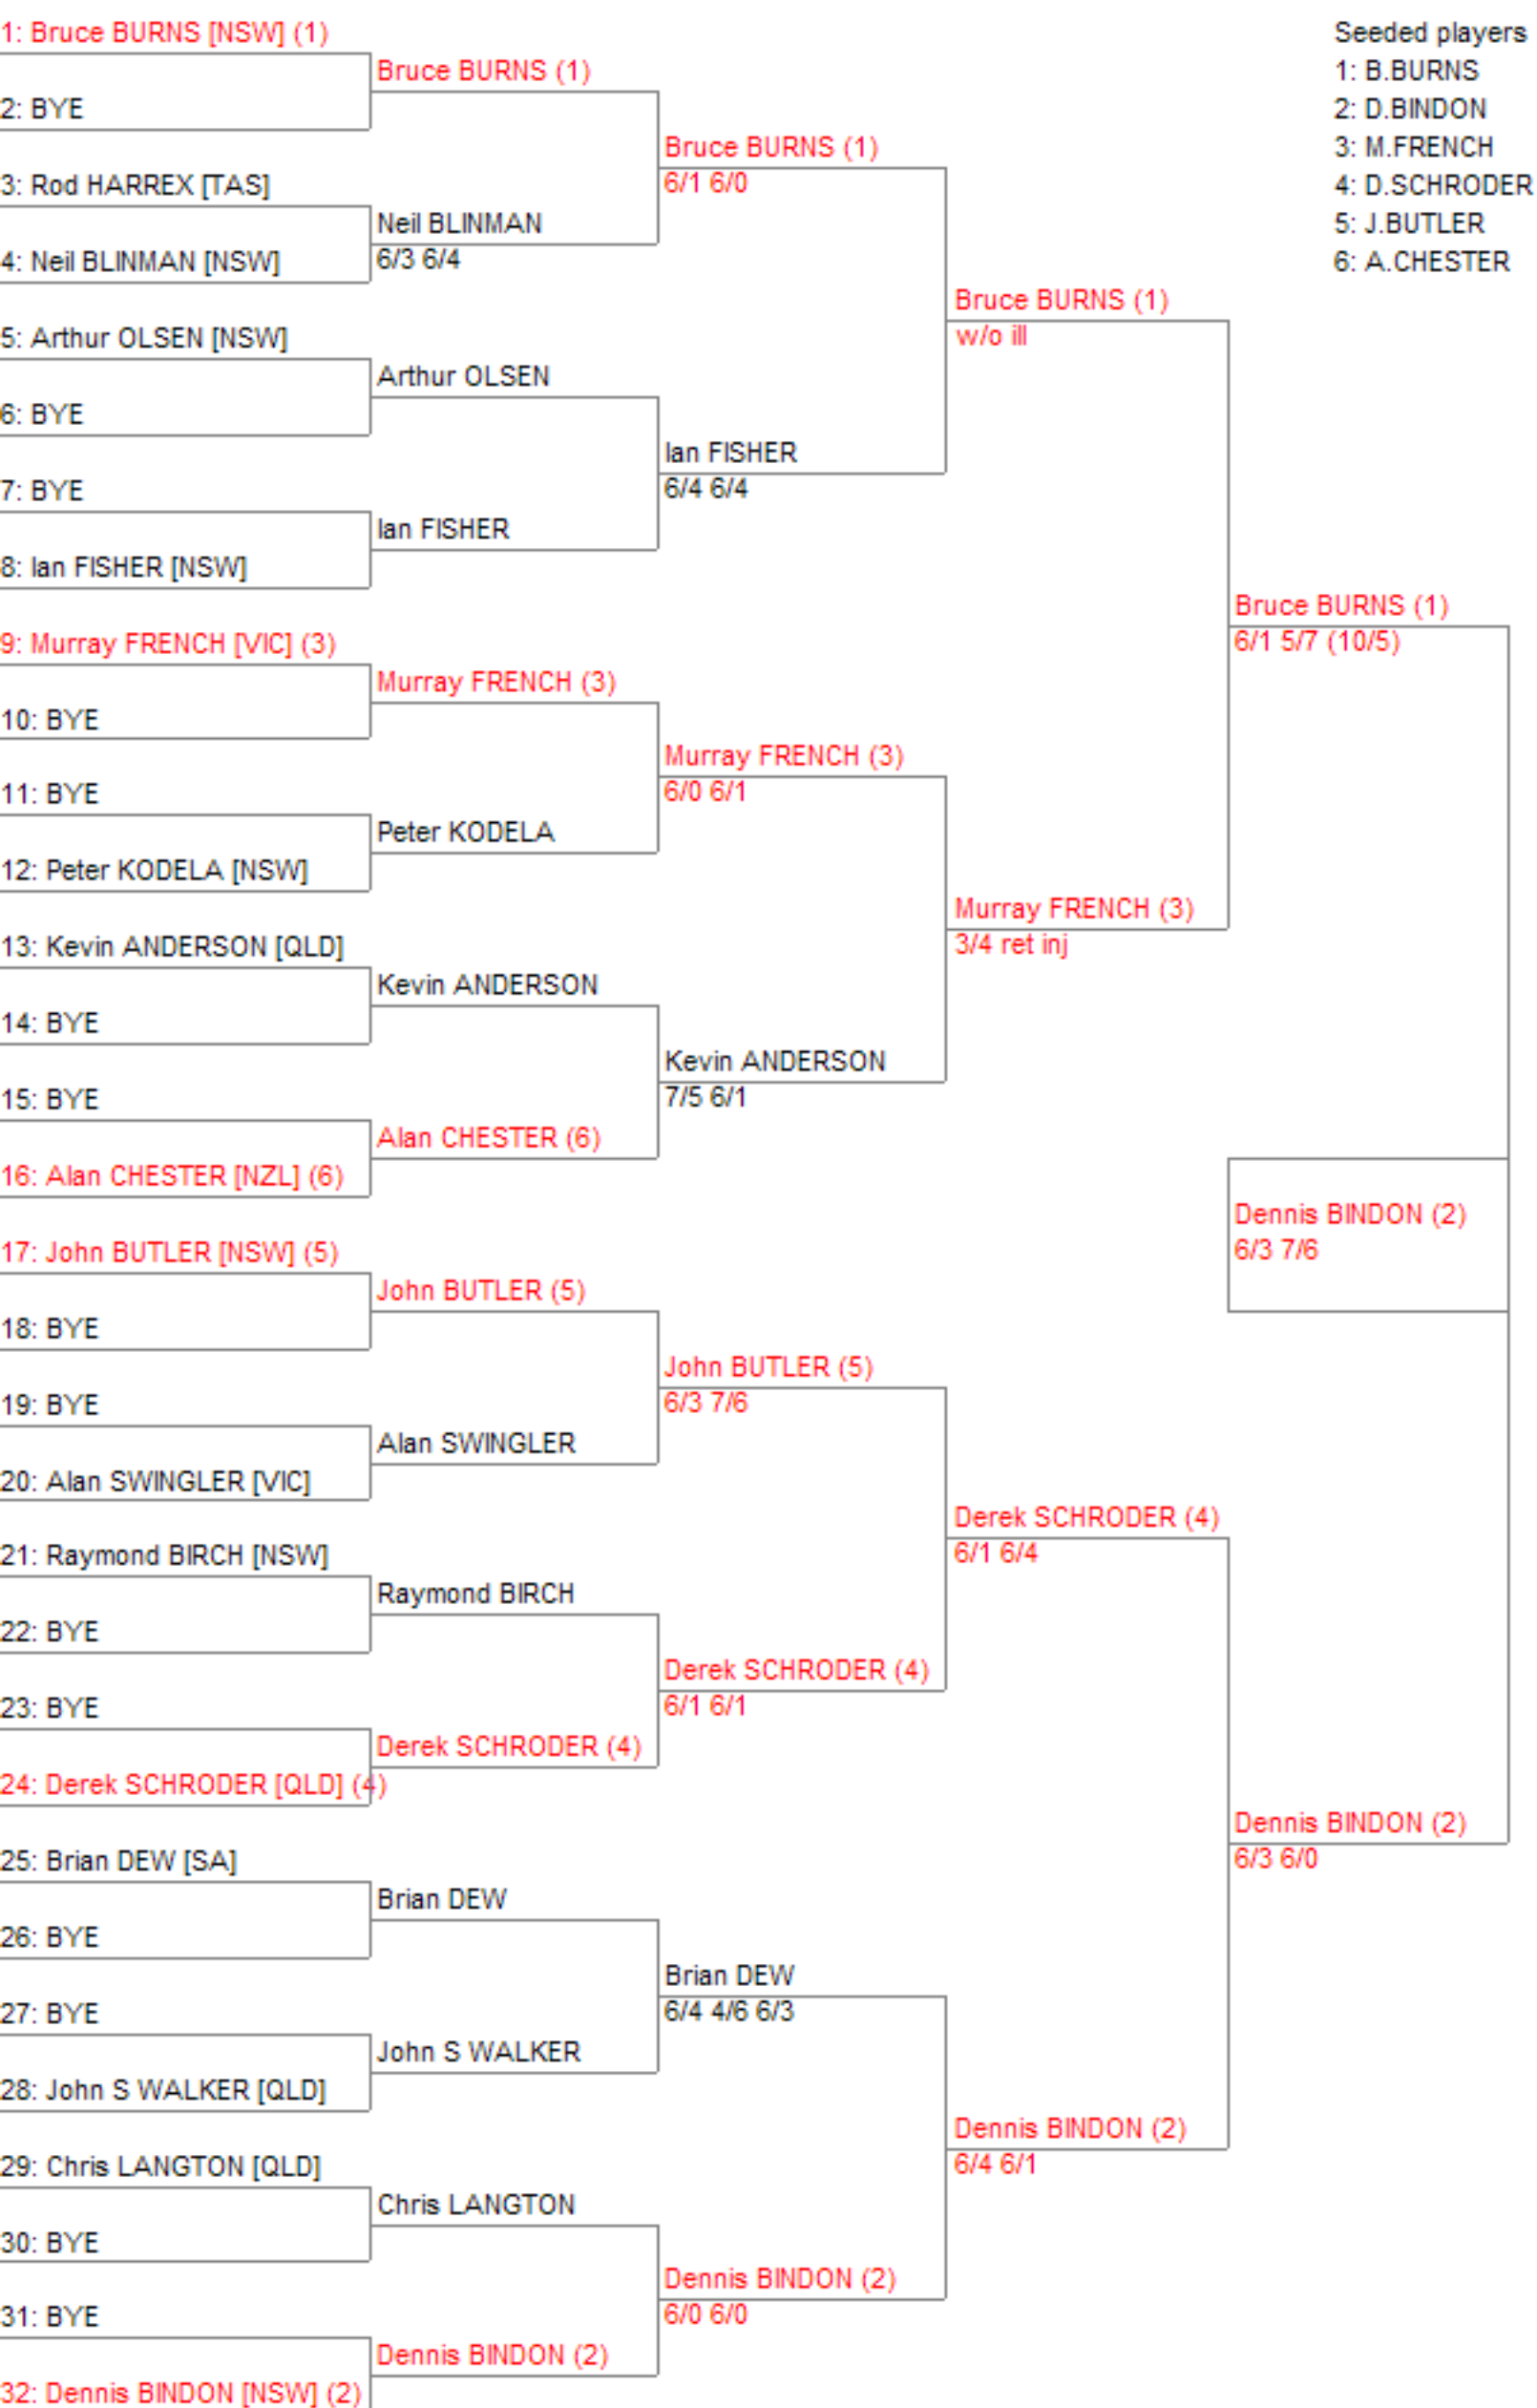 1: Bruce BURNS [NSW] (1)
2: BYE
3: Rod HARREX [TAS]
4: Neil BLINMAN [NSW]
5: Arthur OLSEN [NSW]
6: BYE
7: BYE
8: Ian FISHER [NSW]
9: Murray FRENCH [VIC] (3)
10: BYE
11: BYE
12: Peter KODELA [NSW]
13: Kevin ANDERSON [QLD]
14: BYE
15: BYE
16: Alan CHESTER [NZL] (6)
17: John BUTLER [NSW] (5)
18: BYE
19: BYE
20: Alan SWINGLER [VIC]
21: Raymond BIRCH [NSW]
22: BYE
23: BYE
24: Derek SCHRODER [QLD] (4)
25: Brian DEW [SA]
26: BYE
27: BYE
28: John S WALKER [QLD]
29: Chris LANGTON [QLD]
30: BYE
31: BYE
32: Dennis BINDON [NSW] (2)
Bruce BURNS (1)
Neil BLINMAN
6/3 6/4
Arthur OLSEN
Ian FISHER
Murray FRENCH (3)
Peter KODELA
Kevin ANDERSON
Alan CHESTER (6)
John BUTLER (5)
Alan SWINGLER
Raymond BIRCH
Derek SCHRODER (4)
Brian DEW
John S WALKER
Chris LANGTON
Dennis BINDON (2)
Bruce BURNS (1)
6/1 6/0
Ian FISHER
6/4 6/4
Murray FRENCH (3)
6/0 6/1
Kevin ANDERSON
7/5 6/1
John BUTLER (5)
6/3 7/6
Derek SCHRODER (4)
6/1 6/1
Brian DEW
6/4 4/6 6/3
Dennis BINDON (2)
6/0 6/0
Bruce BURNS (1)
w/o ill
Murray FRENCH (3)
3/4 ret inj
Derek SCHRODER (4)
6/1 6/4
Dennis BINDON (2)
6/4 6/1
Bruce BURNS (1)
6/1 5/7 (10/5)
Dennis BINDON (2)
6/3 7/6
Dennis BINDON (2)
6/3 6/0
Seeded players
1: B.BURNS
2: D.BINDON
3: M.FRENCH
4: D.SCHRODER
5: J.BUTLER
6: A.CHESTER